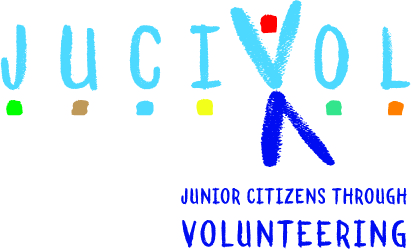 JUCIVOL
JUNIOR CITIZENS THROUGH
VOLUNTEERING